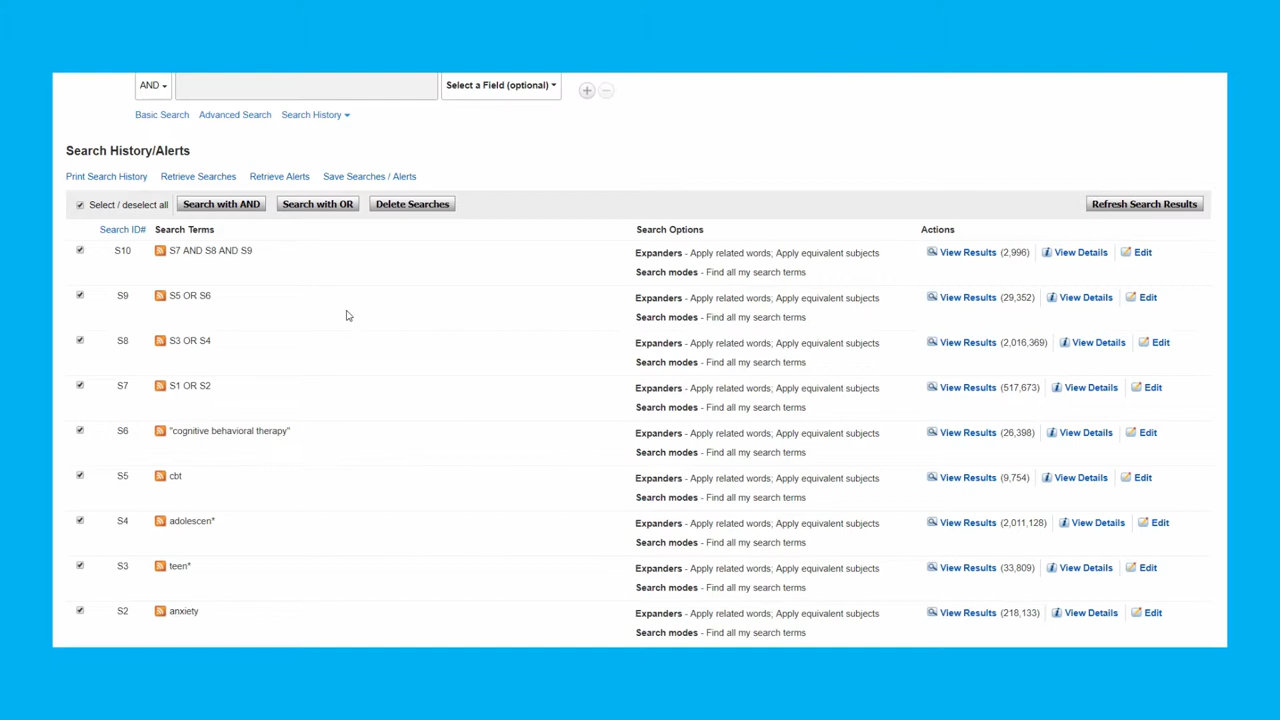 AND Select a Field (optional)
Basic Search Advanced Search Search History
Search History/Alerts
Print Search History Retrieve Searches Retrieve Alerts Save Searches / Alerts
Select / deselect all Search with AND Search with OR Delete Searches Refresh Search Results
Search ID# Search Terms Search Options Actions
S10 S7 AND S8 AND S9 Expanders - Apply related words; Apply equivalent subjects View Results (2,996) View Details Edit
Search modes - Find all my search terms
S9 S5 OR S6 Expanders - Apply related words; Apply equivalent subjects View Results (29,352) View Details Edit
Search modes - Find all my search terms
S8 S3 OR S4 Expanders - Apply related words; Apply equivalent subjects View Results (2,016,369) View Details Edit
Search modes - Find all my search terms
S7 S1 OR S2 Expanders - Apply related words; Apply equivalent subjects View Results (517,673) View Details Edit
Search modes - Find all my search terms
S6 "cognitive behavioral therapy" Expanders - Apply related words; Apply equivalent subjects View Results (26,398) View Details Edit
Search modes - Find all my search terms
S5 cbt Expanders - Apply related words; Apply equivalent subjects View Results (9,754) View Details Edit
Search modes - Find all my search terms
S4 adolescen* Expanders - Apply related words; Apply equivalent subjects View Results (2,011,128) View Details Edit
Search modes - Find all my search terms
S3 teen* Expanders - Apply related words; Apply equivalent subjects View Results (33,809) View Details Edit
Search modes - Find all my search terms
S2 anxiety Expanders - Apply related words; Apply equivalent subjects View Results (218,133) View Details Edit
Search modes - Find all my search terms